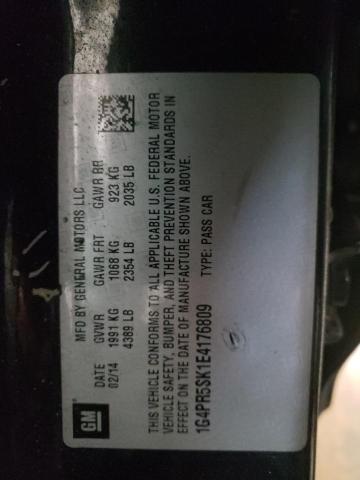 GM
MFD BY GENERAL MOTORS LLC
DATE GVWR GAWR FRT GAWR RR
02/14 1991 KG 1068 KG 923 KG
4389 LB 2354 LB 2035 LB
THIS VEHICLE CONFORMS TO ALL APPLICABLE U.S. FEDERAL MOTOR
VEHICLE SAFETY, BUMPER, AND THEFT PREVENTION STANDARDS IN
EFFECT ON THE DATE OF MANUFACTURE SHOWN ABOVE.
1G4PR5SK1E4176809 TYPE: PASS CAR